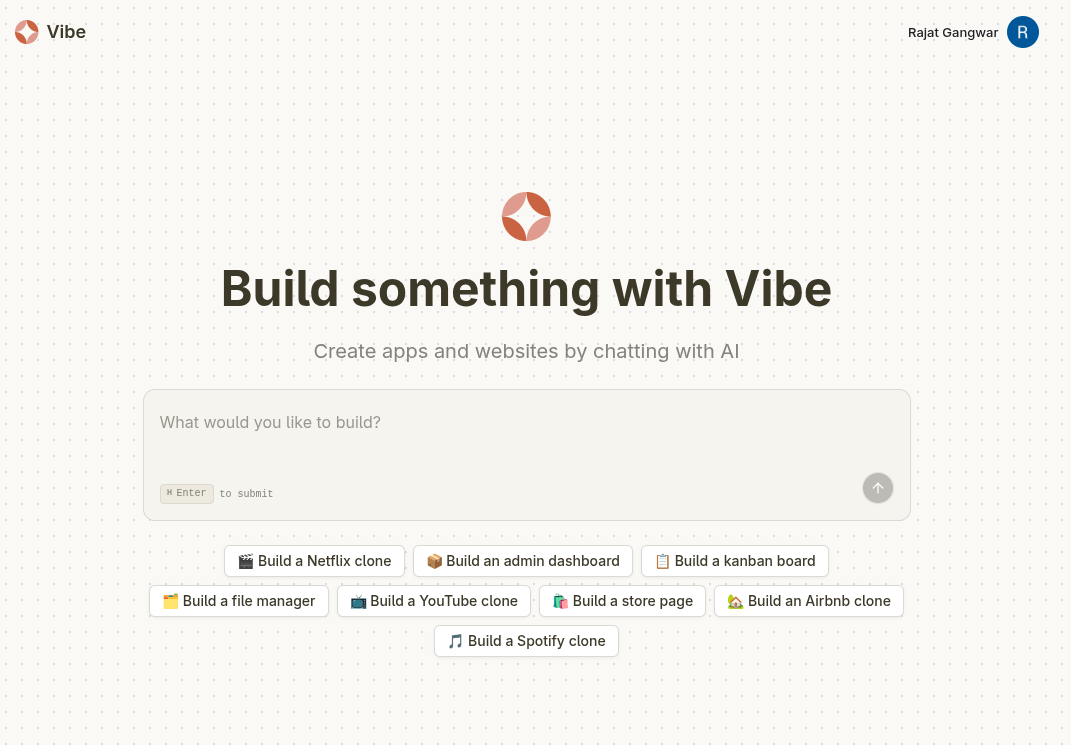 Vibe
Rajat Gangwar
R
Build something with Vibe
Create apps and websites by chatting with AI
What would you like to build?
⌘ Enter to submit
🎬 Build a Netflix clone
📦 Build an admin dashboard
📋 Build a kanban board
🗂️ Build a file manager
📺 Build a YouTube clone
🛍️ Build a store page
🏡 Build an Airbnb clone
🎵 Build a Spotify clone